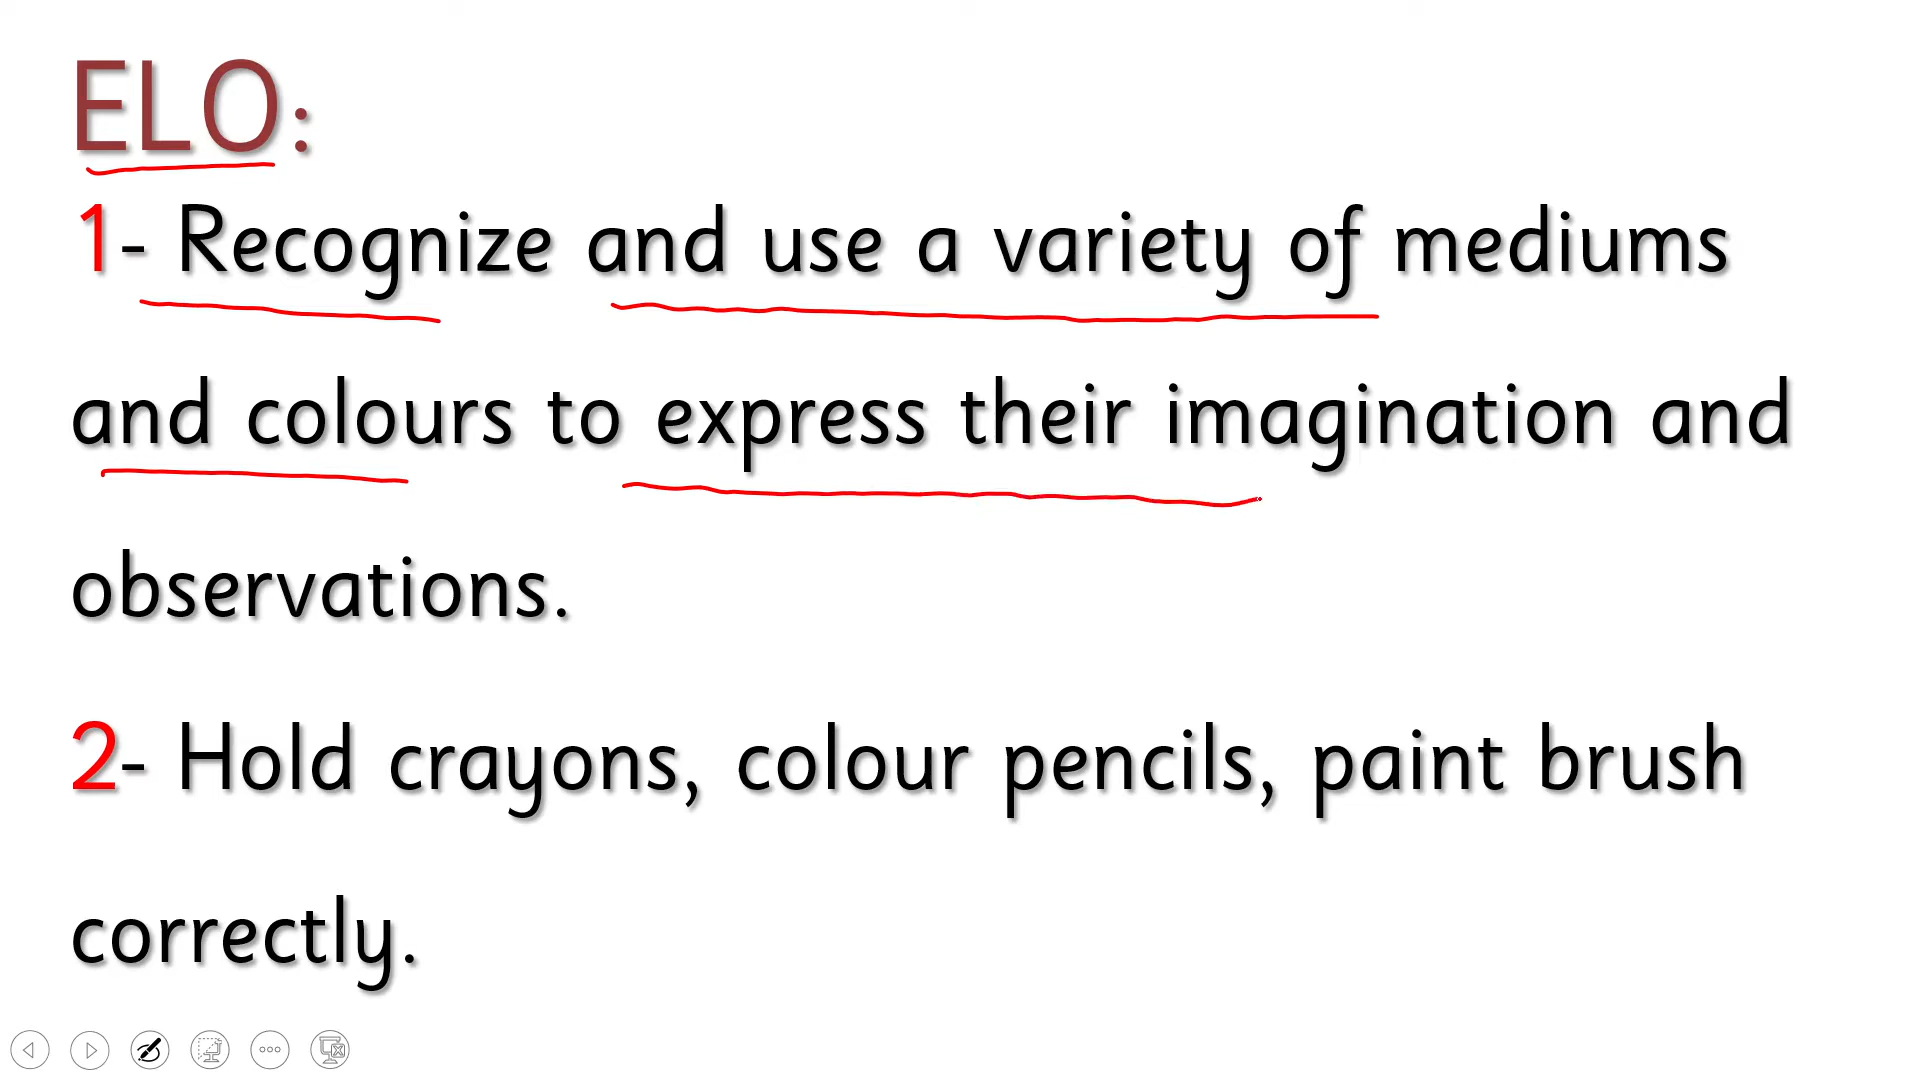 ELO:
1- Recognize and use a variety of mediums
and colours to express their imagination and
observations.
2- Hold crayons, colour pencils, paint brush
correctly.